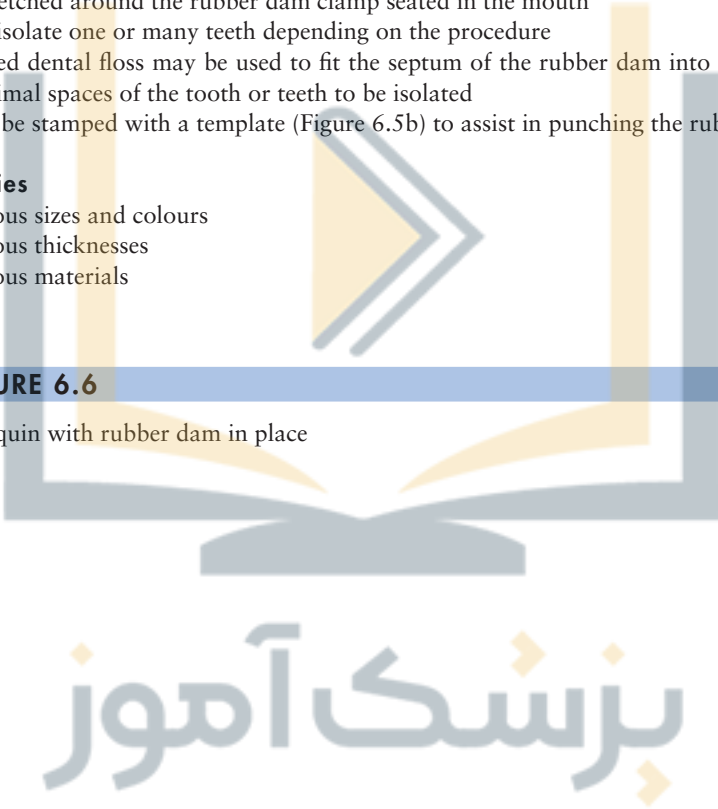 etched around the rubber dam clamp seated in the mouth
isolate one or many teeth depending on the procedure
ed dental floss may be used to fit the septum of the rubber dam into
imal spaces of the tooth or teeth to be isolated
be stamped with a template (Figure 6.5b) to assist in punching the rub
ies
ous sizes and colours
ous thicknesses
ous materials
URE 6.6
quin with rubber dam in place
پزشک آموز